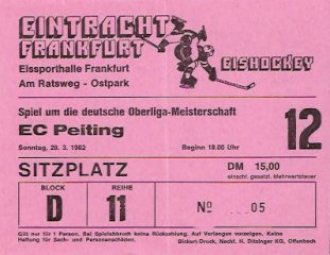 EINTRACHT
FRANKFURT
EISHOCKEY
Eissporthalle Frankfurt
Am Ratsweg - Ostpark
Spiel um die deutsche Oberliga-Meisterschaft
12
EC Peiting
Sonntag, 28. 3. 1982 Beginn 18.00 Uhr
SITZPLATZ DM 15,00
einschl. gesetzl. Mehrwertsteuer
BLOCK REIHE
D 11 No 05
Gilt nur für 1 Person. Bei Spielabbruch keine Rückzahlung. Auf Verlangen vorzeigen. Keine
Haftung für Sach- und Personenschäden. Bickert-Druck, Nachf. H. Ditzinger KG, Offenbach